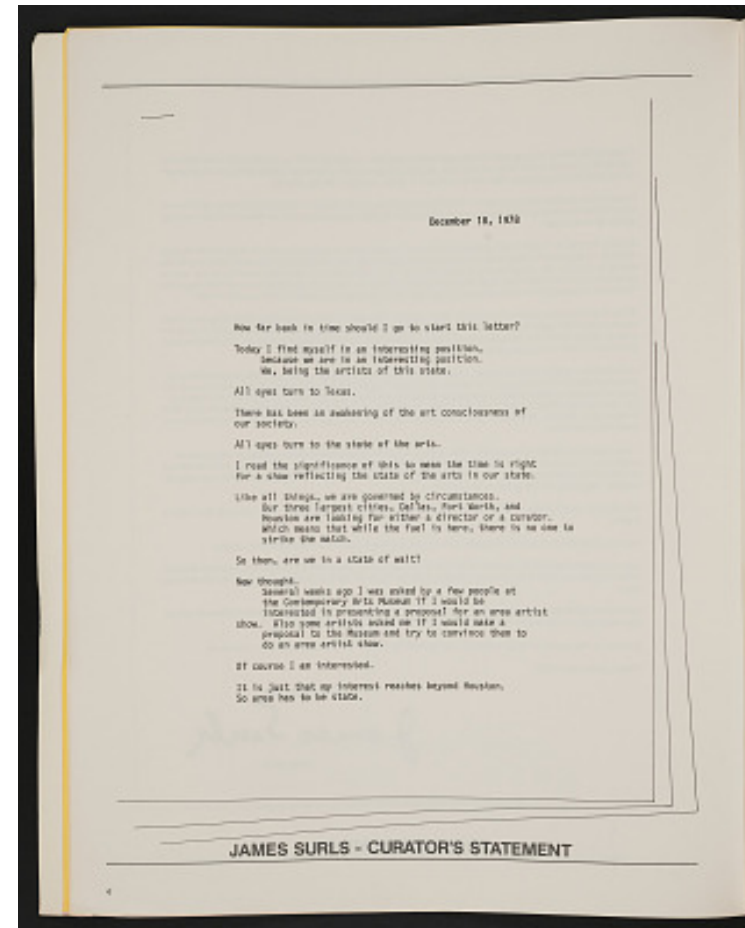 December 18, 1978
How far back in time should I go to start this letter?
Today I find myself in an interesting position,
because we are in an interesting position.
We, being the artists of this state.
All eyes turn to Texas.
There has been an awakening of the art consciousness of
our society.
All eyes turn to the state of the arts.
I read the significance of this to mean the time is right
for a show reflecting the state of the arts in our state.
Like all things, we are governed by circumstances.
Our three largest cities, Dallas, Fort Worth, and
Houston are looking for either a director or a curator.
Which means that while the fuel is here, there is no one to
strike the match.
So then, are we in a state of wait?
New thought.
Several weeks ago I was asked by a few people at
the Contemporary Arts Museum if I would be
interested in presenting a proposal for an area artist
show. Also some artists asked me if I would make a
proposal to the Museum and try to convince them to
do an area artist show.
Of course I am interested.
It is just that my interest reaches beyond Houston.
So area has to be state.
JAMES SURLS - CURATOR'S STATEMENT
4